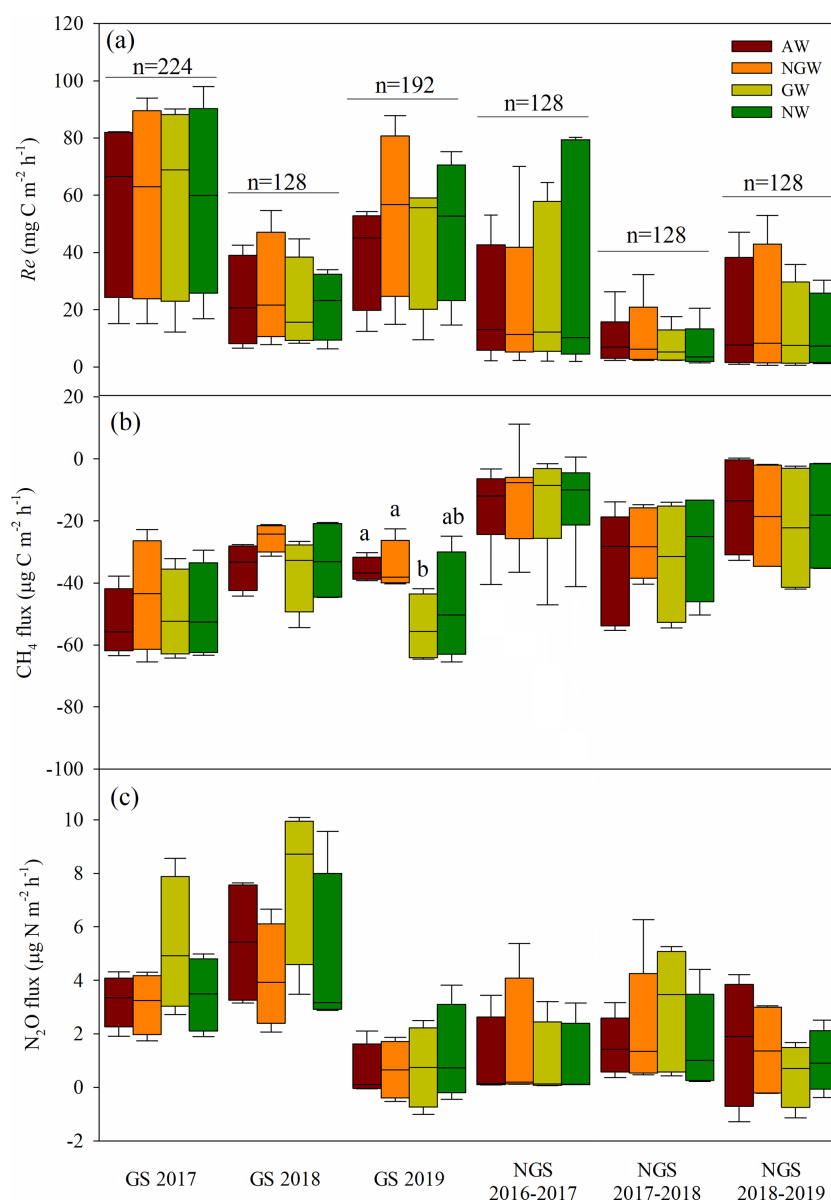 (a)
AW
NGW
GW
NW
n=224
n=128
n=192
n=128
n=128
n=128
120
100
80
60
40
20
0
Re (mg C m⁻² h⁻¹)
(b)
20
0
-20
-40
-60
-80
-100
CH₄ flux (µg C m⁻² h⁻¹)
a
a
b
ab
(c)
10
8
6
4
2
0
-2
N₂O flux (µg N m⁻² h⁻¹)
GS 2017
GS 2018
GS 2019
NGS
2016-2017
NGS
2017-2018
NGS
2018-2019